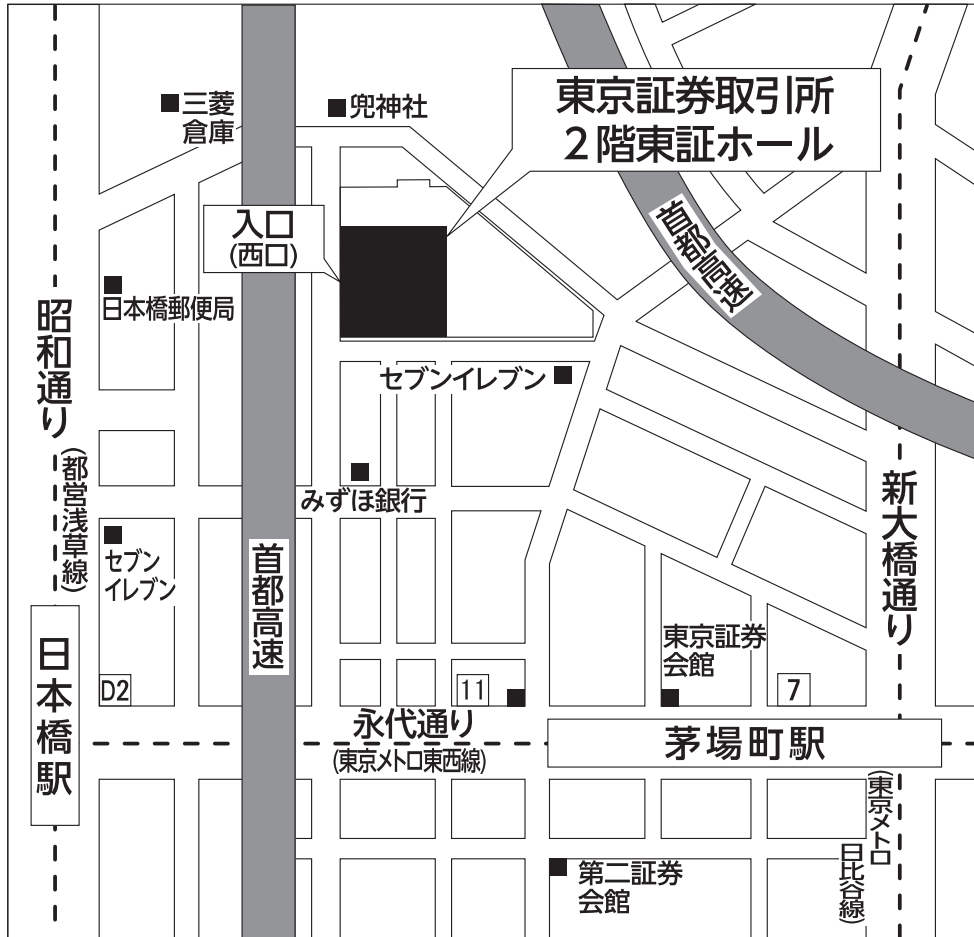 三菱
倉庫
兜神社
東京証券取引所
2階東証ホール
入口
(西口)
首都高速
日本橋郵便局
昭和通り
(都営浅草線)
セブンイレブン
みずほ銀行
新大橋通り
セブン
イレブン
首都高速
東京証券
会館
日本橋駅
D2
11
7
永代通り
(東京メトロ東西線)
茅場町駅
(東京メトロ
日比谷線)
第二証券
会館